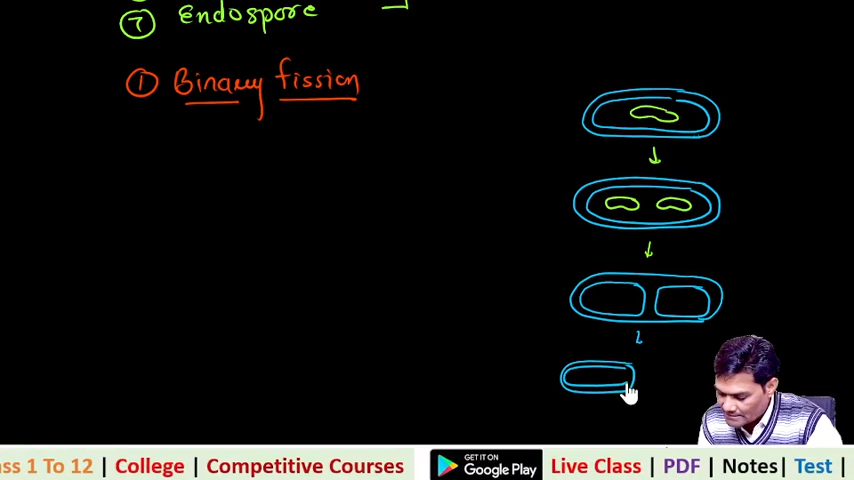 ⑦ Endospore
① Binary fission
ass 1 To 12 | College | Competitive Courses GET IT ON Google Play Live Class | PDF | Notes | Test |